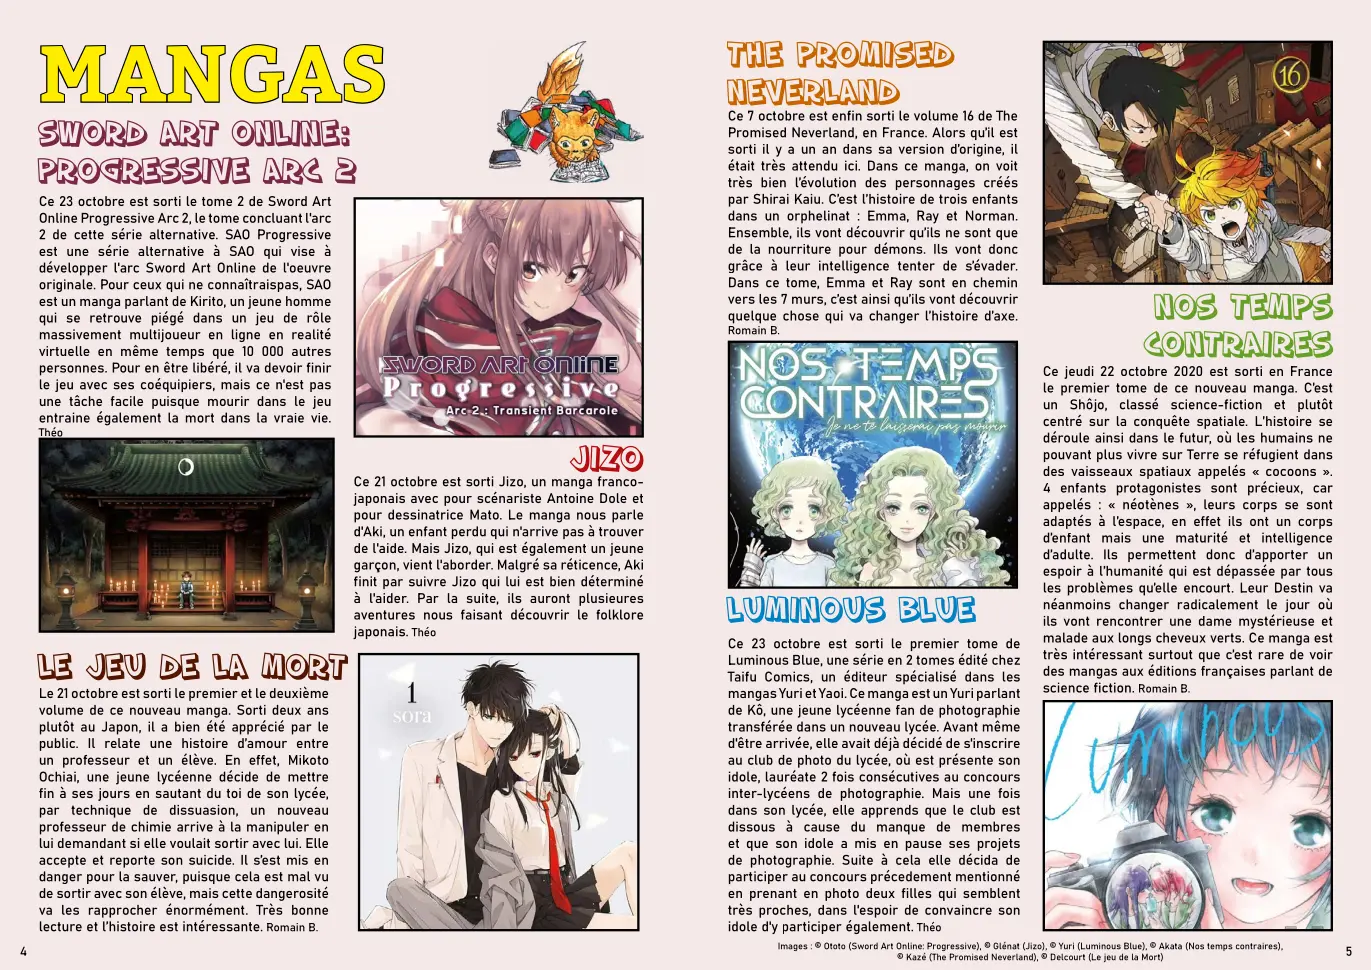 MANGAS
SWORD ART ONLINE:
PROGRESSIVE ARC 2
Ce 23 octobre est sorti le tome 2 de Sword Art
Online Progressive Arc 2, le tome concluant l'arc
2 de cette série alternative. SAO Progressive
est une série alternative à SAO qui vise à
développer l'arc Sword Art Online de l'oeuvre
originale. Pour ceux qui ne connaîtraispas, SAO
est un manga parlant de Kirito, un jeune homme
qui se retrouve piégé dans un jeu de rôle
massivement multijoueur en ligne en realité
virtuelle en même temps que 10 000 autres
personnes. Pour en être libéré, il va devoir finir
le jeu avec ses coéquipiers, mais ce n'est pas
une tâche facile puisque mourir dans le jeu
entraine également la mort dans la vraie vie.
Théo
SWORD ART ONLINE
Progressive
Arc 2 : Transient Barcarole
JIZO
Ce 21 octobre est sorti Jizo, un manga franco-
japonais avec pour scénariste Antoine Dole et
pour dessinatrice Mato. Le manga nous parle
d'Aki, un enfant perdu qui n'arrive pas à trouver
de l'aide. Mais Jizo, qui est également un jeune
garçon, vient l'aborder. Malgré sa réticence, Aki
finit par suivre Jizo qui lui est bien déterminé
à l'aider. Par la suite, ils auront plusieures
aventures nous faisant découvrir le folklore
japonais. Théo
LE JEU DE LA MORT
Le 21 octobre est sorti le premier et le deuxième
volume de ce nouveau manga. Sorti deux ans
plutôt au Japon, il a bien été apprécié par le
public. Il relate une histoire d'amour entre
un professeur et un élève. En effet, Mikoto
Ochiai, une jeune lycéenne décide de mettre
fin à ses jours en sautant du toi de son lycée,
par technique de dissuasion, un nouveau
professeur de chimie arrive à la manipuler en
lui demandant si elle voulait sortir avec lui. Elle
accepte et reporte son suicide. Il s'est mis en
danger pour la sauver, puisque cela est mal vu
de sortir avec son élève, mais cette dangerosité
va les rapprocher énormément. Très bonne
lecture et l'histoire est intéressante. Romain B.
1
sora
4
THE PROMISED
NEVERLAND
Ce 7 octobre est enfin sorti le volume 16 de The
Promised Neverland, en France. Alors qu'il est
sorti il y a un an dans sa version d'origine, il
était très attendu ici. Dans ce manga, on voit
très bien l'évolution des personnages créés
par Shirai Kaiu. C'est l'histoire de trois enfants
dans un orphelinat : Emma, Ray et Norman.
Ensemble, ils vont découvrir qu'ils ne sont que
de la nourriture pour démons. Ils vont donc
grâce à leur intelligence tenter de s'évader.
Dans ce tome, Emma et Ray sont en chemin
vers les 7 murs, c'est ainsi qu'ils vont découvrir
quelque chose qui va changer l'histoire d'axe.
Romain B.
16
NOS TEMPS
CONTRAIRES
Je ne te laisserai pas mourir
NOS TEMPS
CONTRAIRES
Ce jeudi 22 octobre 2020 est sorti en France
le premier tome de ce nouveau manga. C'est
un Shôjo, classé science-fiction et plutôt
centré sur la conquête spatiale. L'histoire se
déroule ainsi dans le futur, où les humains ne
pouvant plus vivre sur Terre se réfugient dans
des vaisseaux spatiaux appelés « cocoons ».
4 enfants protagonistes sont précieux, car
appelés : « néotènes », leurs corps se sont
adaptés à l'espace, en effet ils ont un corps
d'enfant mais une maturité et intelligence
d'adulte. Ils permettent donc d'apporter un
espoir à l'humanité qui est dépassée par tous
les problèmes qu'elle encourt. Leur Destin va
néanmoins changer radicalement le jour où
ils vont rencontrer une dame mystérieuse et
malade aux longs cheveux verts. Ce manga est
très intéressant surtout que c'est rare de voir
des mangas aux éditions françaises parlant de
science fiction. Romain B.
LUMINOUS BLUE
Ce 23 octobre est sorti le premier tome de
Luminous Blue, une série en 2 tomes édité chez
Taifu Comics, un éditeur spécialisé dans les
mangas Yuri et Yaoi. Ce manga est un Yuri parlant
de Kô, une jeune lycéenne fan de photographie
transférée dans un nouveau lycée. Avant même
d'être arrivée, elle avait déjà décidé de s'inscrire
au club de photo du lycée, où est présente son
idole, lauréate 2 fois consécutives au concours
inter-lycéens de photographie. Mais une fois
dans son lycée, elle apprends que le club est
dissous à cause du manque de membres
et que son idole a mis en pause ses projets
de photographie. Suite à cela elle décida de
participer au concours précedement mentionné
en prenant en photo deux filles qui semblent
très proches, dans l'espoir de convaincre son
idole d'y participer également. Théo
Luminous
Images : © Ototo (Sword Art Online: Progressive), © Glénat (Jizo), © Yuri (Luminous Blue), © Akata (Nos temps contraires),
© Kazé (The Promised Neverland), © Delcourt (Le jeu de la Mort)
5